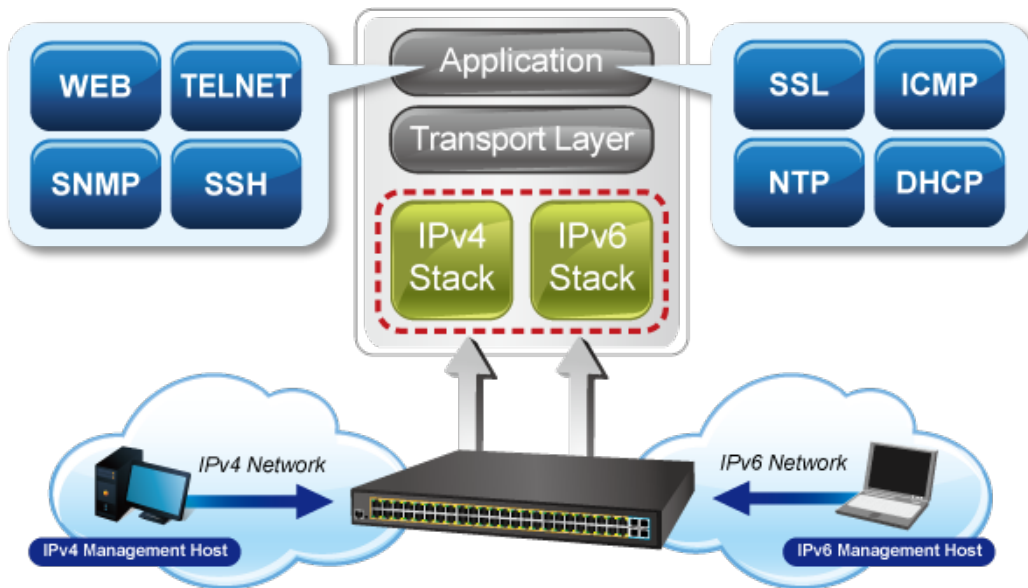 Application
WEB
TELNET
SNMP
SSH
SSL
ICMP
NTP
DHCP
Transport Layer
IPv4
Stack
IPv6
Stack
IPv4 Network
IPv6 Network
IPv4 Management Host
IPv6 Management Host